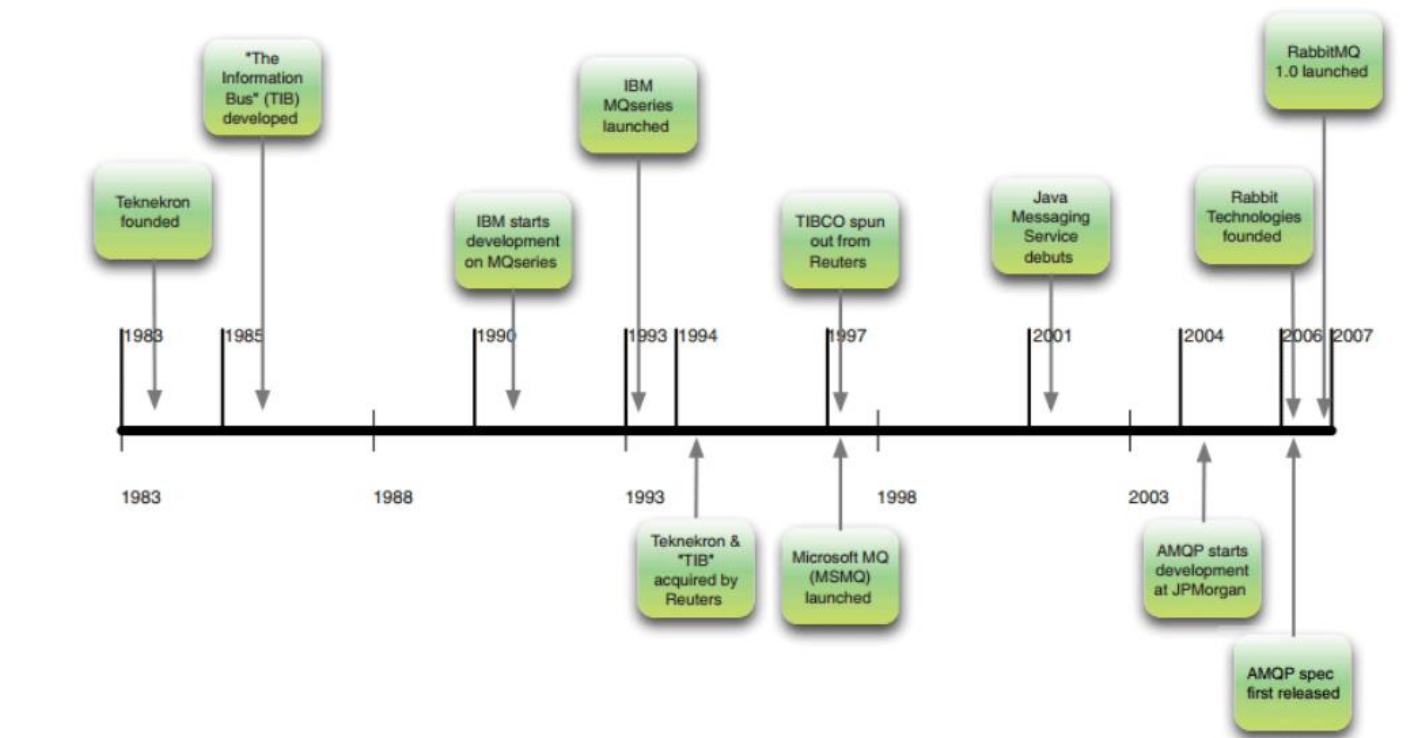 "The
Information
Bus" (TIB)
developed
IBM
MQseries
launched
RabbitMQ
1.0 launched
Teknekron
founded
IBM starts
development
on MQseries
TIBCO spun
out from
Reuters
Java
Messaging
Service
debuts
Rabbit
Technologies
founded
1983
1985
1990
1993
1994
1997
2001
2004
2006
2007
1983
1988
1993
1998
2003
Teknekron &
"TIB"
acquired by
Reuters
Microsoft MQ
(MSMQ)
launched
AMQP starts
development
at JPMorgan
AMQP spec
first released